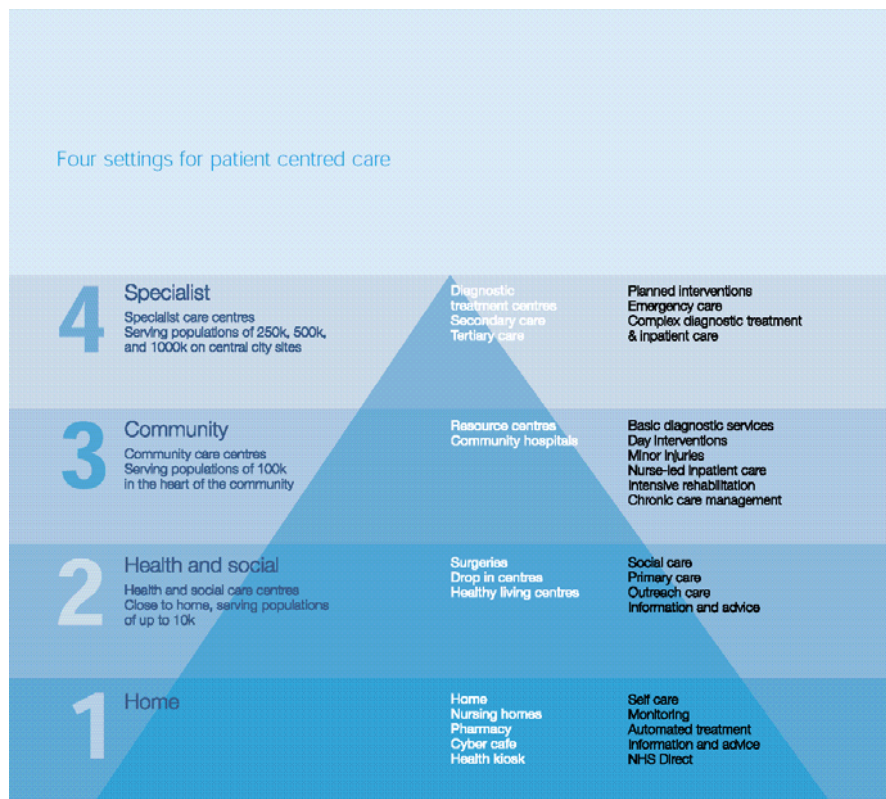 Four settings for patient centred care
4
Specialist
Specialist care centres
Serving populations of 250k, 500k,
and 1000k on central city sites
Diagnostic
treatment centres
Secondary care
Tertiary care
Planned interventions
Emergency care
Complex diagnostic treatment
& inpatient care
3
Community
Community care centres
Serving populations of 100k
in the heart of the community
Resource centres
Community hospitals
Basic diagnostic services
Day interventions
Minor injuries
Nurse-led inpatient care
Intensive rehabilitation
Chronic care management
2
Health and social
Health and social care centres
Close to home, serving populations
of up to 10k
Surgeries
Drop in centres
Healthy living centres
Social care
Primary care
Outreach care
Information and advice
1
Home
Home
Nursing homes
Pharmacy
Cyber cafe
Health kiosk
Self care
Monitoring
Automated treatment
Information and advice
NHS Direct